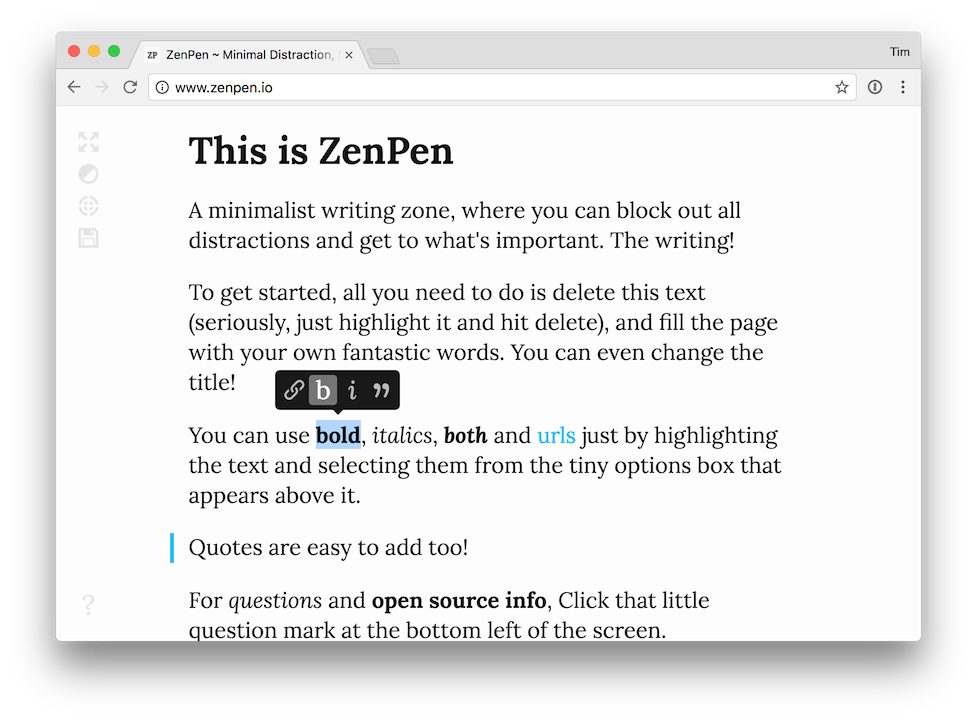 ZP ZenPen ~ Minimal Distraction,
Tim
www.zenpen.io
This is ZenPen
A minimalist writing zone, where you can block out all
distractions and get to what's important. The writing!
To get started, all you need to do is delete this text
(seriously, just highlight it and hit delete), and fill the page
with your own fantastic words. You can even change the
title!
b i ”
You can use bold, italics, both and urls just by highlighting
the text and selecting them from the tiny options box that
appears above it.
Quotes are easy to add too!
?
For questions and open source info, Click that little
question mark at the bottom left of the screen.